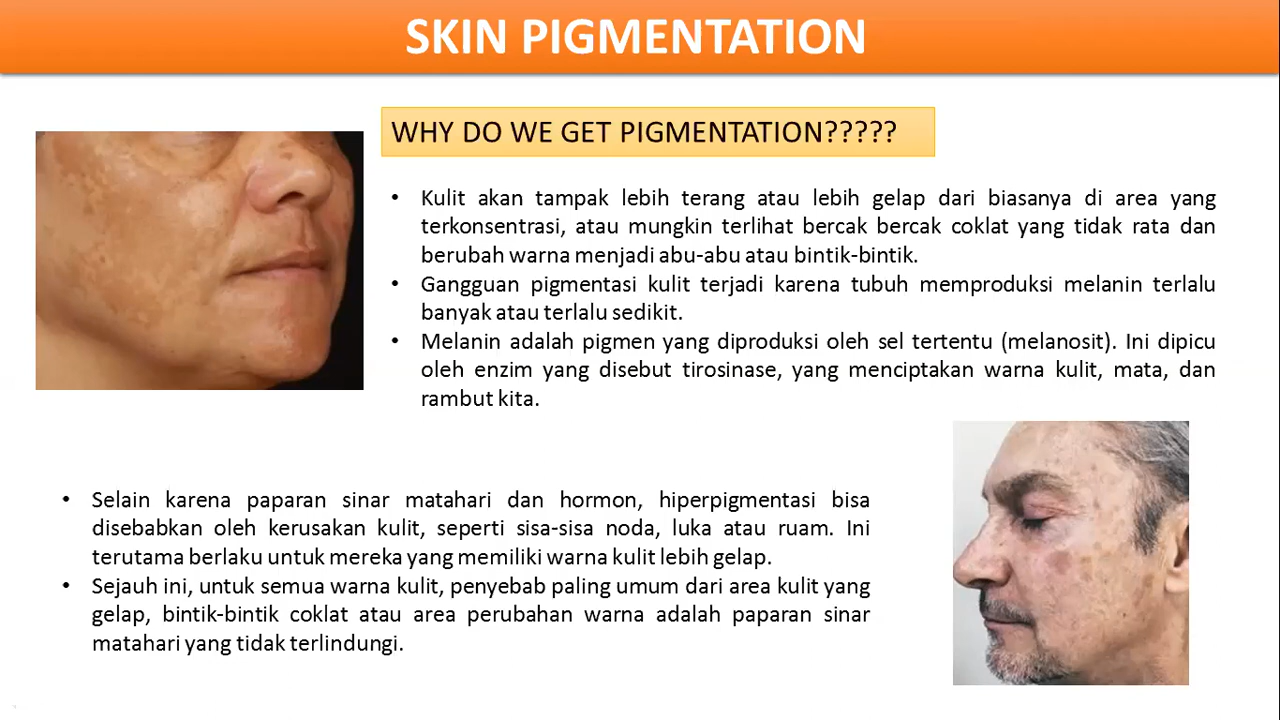 SKIN PIGMENTATION
WHY DO WE GET PIGMENTATION?????
• Kulit akan tampak lebih terang atau lebih gelap dari biasanya di area yang
terkonsentrasi, atau mungkin terlihat bercak bercak coklat yang tidak rata dan
berubah warna menjadi abu-abu atau bintik-bintik.
• Gangguan pigmentasi kulit terjadi karena tubuh memproduksi melanin terlalu
banyak atau terlalu sedikit.
• Melanin adalah pigmen yang diproduksi oleh sel tertentu (melanosit). Ini dipicu
oleh enzim yang disebut tirosinase, yang menciptakan warna kulit, mata, dan
rambut kita.
• Selain karena paparan sinar matahari dan hormon, hiperpigmentasi bisa
disebabkan oleh kerusakan kulit, seperti sisa-sisa noda, luka atau ruam. Ini
terutama berlaku untuk mereka yang memiliki warna kulit lebih gelap.
• Sejauh ini, untuk semua warna kulit, penyebab paling umum dari area kulit yang
gelap, bintik-bintik coklat atau area perubahan warna adalah paparan sinar
matahari yang tidak terlindungi.